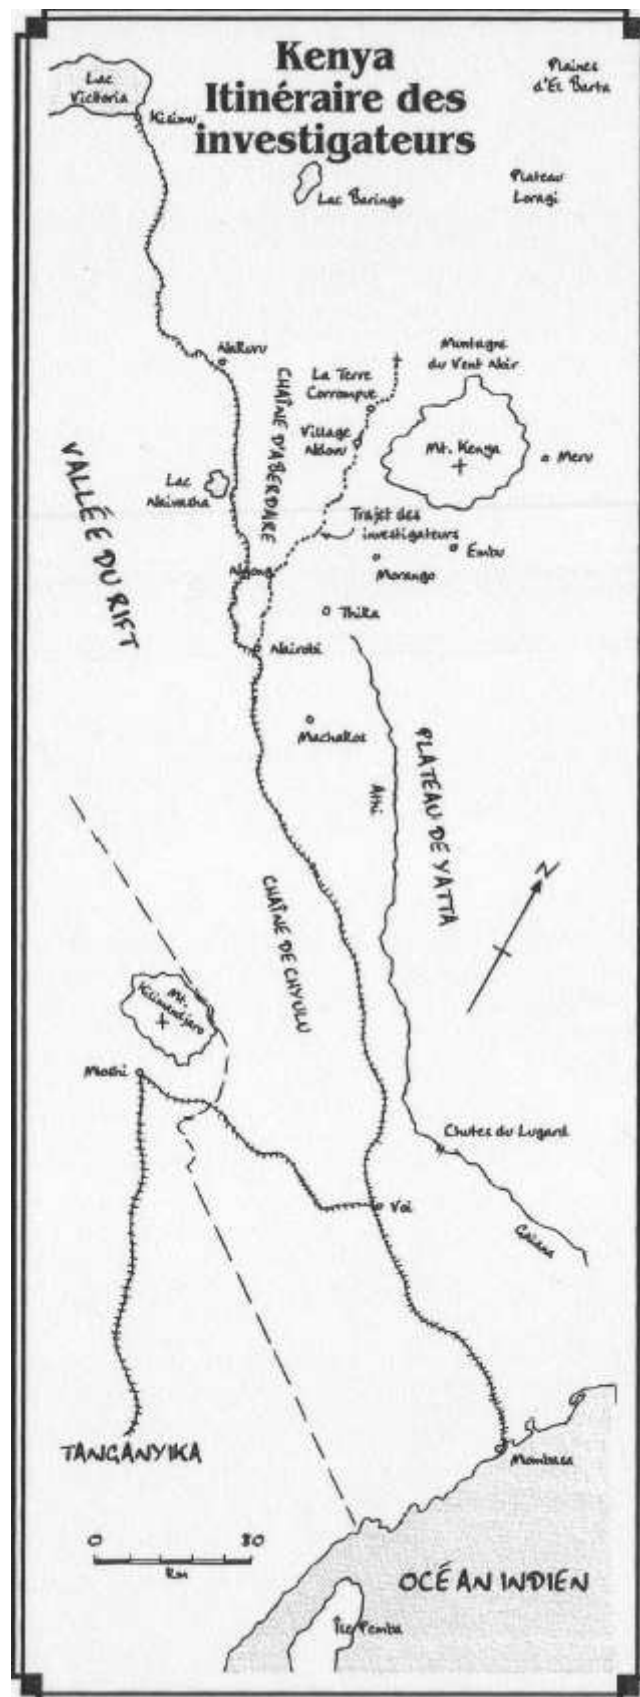 Kenya
Itinéraire des
investigateurs
Plaines
d'El Barta
Lac
Victoria
Kisimu
Lac Baringo
Plateau
Loragi
Nakuru
La Terre
Corrompue
Montagne
du Vent Noir
CHAÎNE D'ABERDARE
Village
Ndovu
Mt. Kenya
Meru
VALLÉE DU RIFT
Lac
Naivasha
Trajet des
investigateurs
Embu
Morango
Ngong
Thika
Nairobi
Machakos
PLATEAU DE YATTA
Athi
N
CHAÎNE DE CHYULU
Mt.
Kilimandjaro
Moshi
Chutes du Lugard
Voi
Galana
TANGANYIKA
Mombasa
0 80
Km
OCÉAN INDIEN
Île Pemba